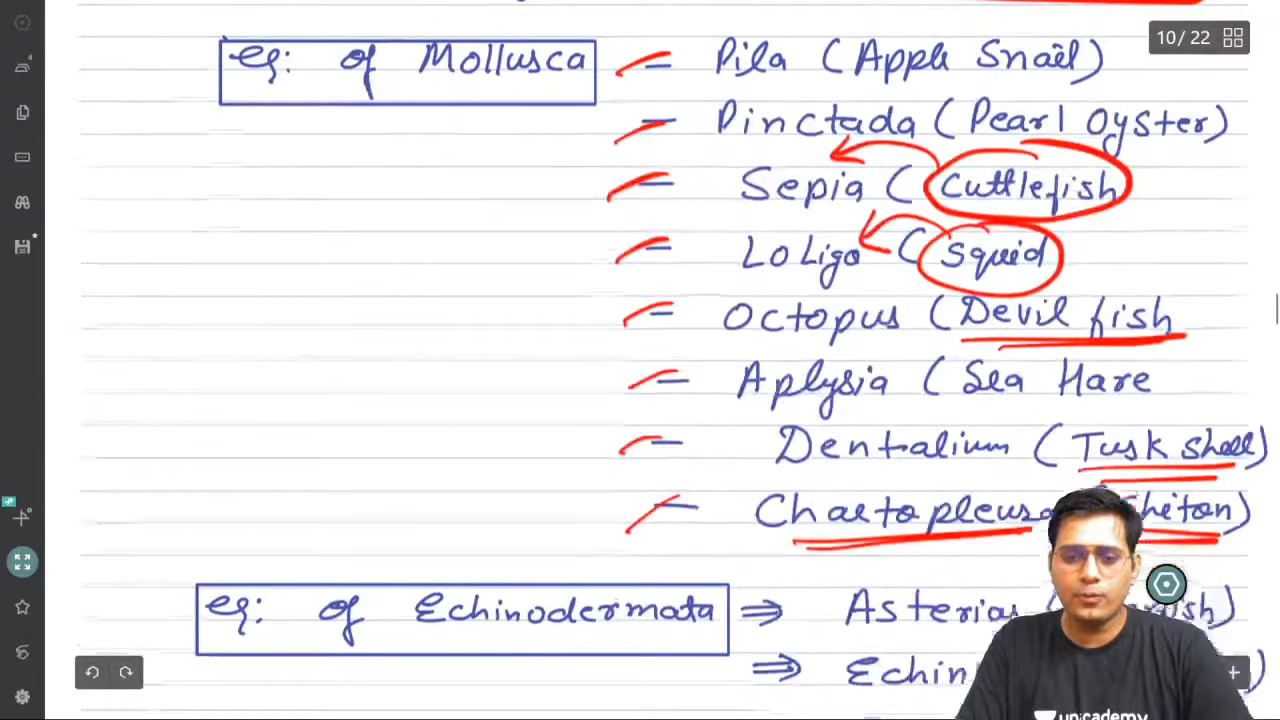 10 / 22
eg: of Mollusca - Pila (Apple Snail)
- Pinctada (Pearl Oyster)
- Sepia (Cuttlefish
- Loligo (Squid
- Octopus (Devil fish
- Aplysia (Sea Hare
- Dentalium (Tusk shell)
-
eg: of Echinodermata ⇒ Asterias
⇒ Echin
unacademy